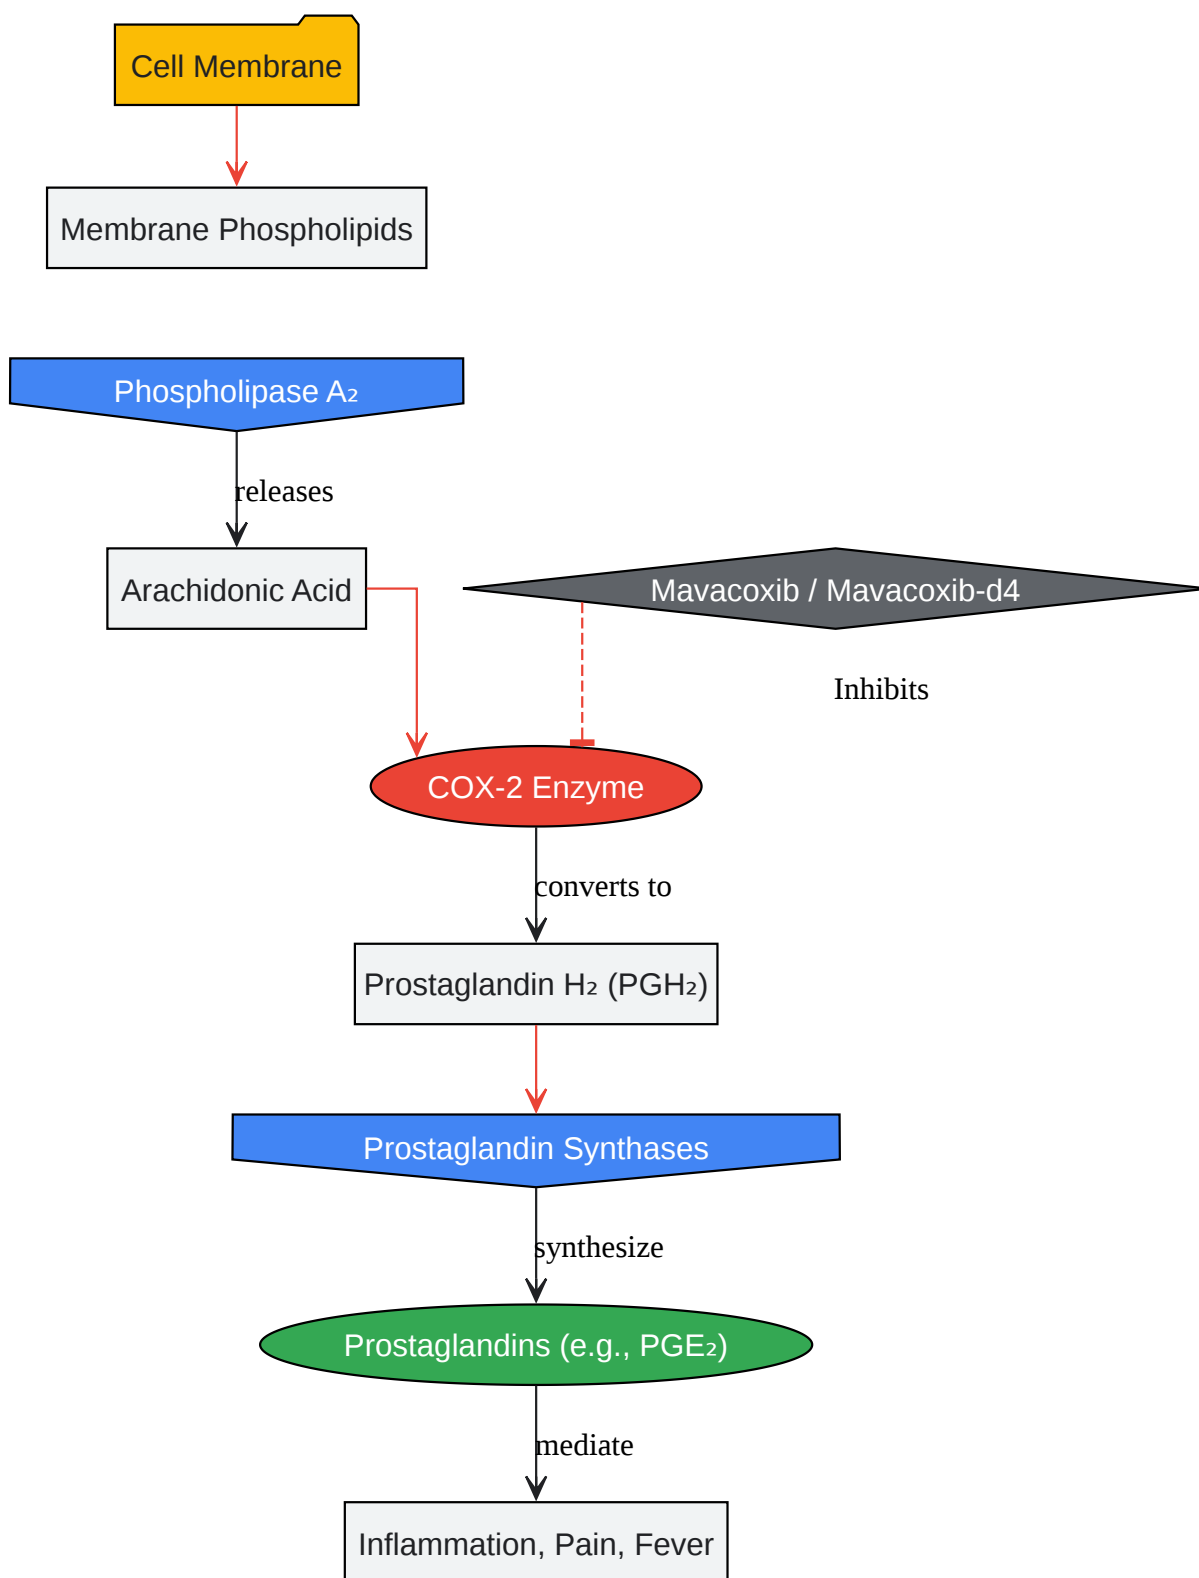 Cell Membrane
Membrane Phospholipids
Phospholipase A₂
releases
Arachidonic Acid
Mavacoxib / Mavacoxib-d4
Inhibits
COX-2 Enzyme
converts to
Prostaglandin H₂ (PGH₂)
Prostaglandin Synthases
synthesize
Prostaglandins (e.g., PGE₂)
mediate
Inflammation, Pain, Fever